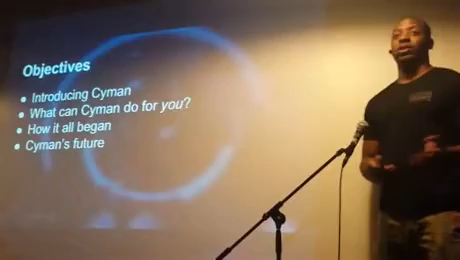 Objectives
• Introducing Cyman
• What can Cyman do for you?
• How it all began
• Cyman's future